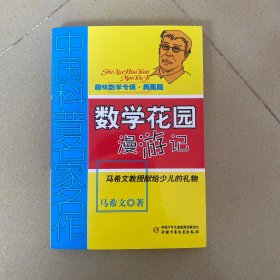 中国科普名家名作
Shu Xue Hua Yuan
Man You Ji
趣味数学专辑·典藏版
数学花园
漫游记
马希文教授献给少儿的礼物
马希文 著
中国少年儿童新闻出版总社
中国少年儿童出版社